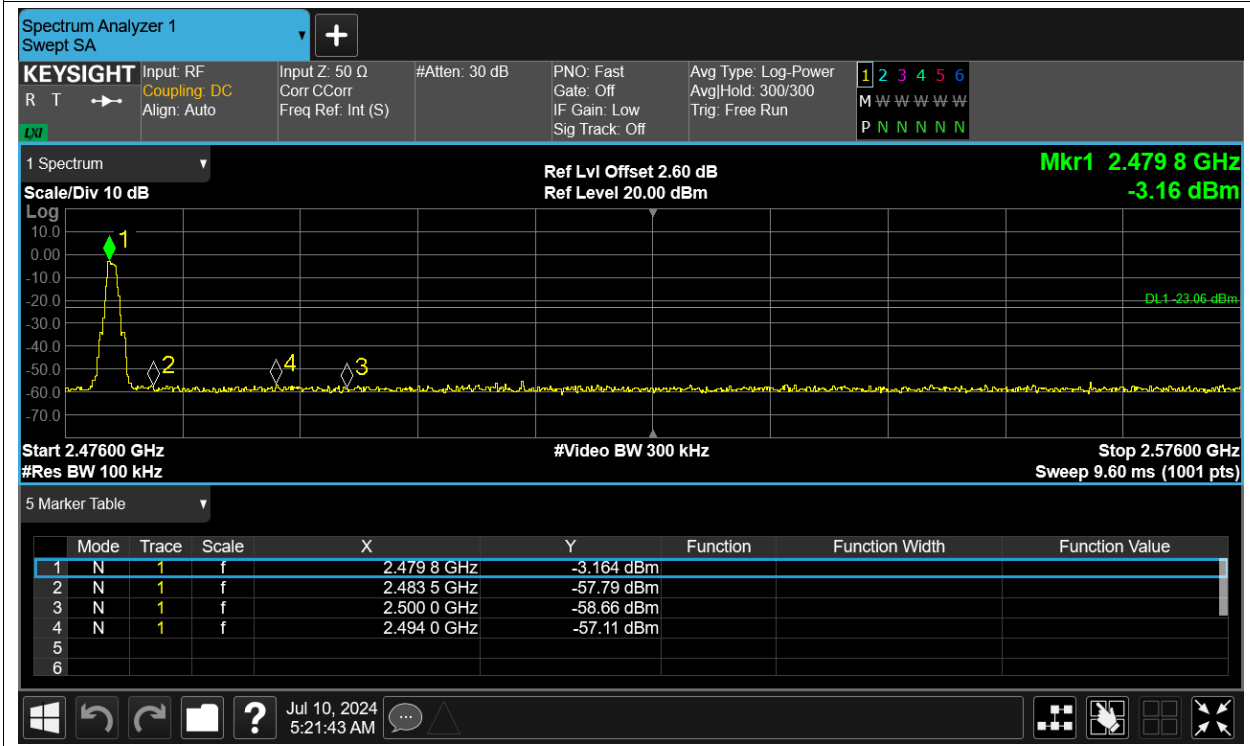 Spectrum Analyzer 1
Swept SA
+
KEYSIGHT Input: RF Input Z: 50 Ω #Atten: 30 dB PNO: Fast Avg Type: Log-Power 1 2 3 4 5 6
R T Coupling: DC Corr CCorr Gate: Off Avg|Hold: 300/300 M W W W W W
Align: Auto Freq Ref: Int (S) IF Gain: Low Trig: Free Run P N N N N N
LXI Sig Track: Off
1 Spectrum Ref Lvl Offset 2.60 dB Mkr1 2.479 8 GHz
Scale/Div 10 dB Ref Level 20.00 dBm -3.16 dBm
Log
10.0 1
0.00
-10.0
-20.0 DL1 -23.06 dBm
-30.0
-40.0
-50.0 2 4 3
-60.0
-70.0
Start 2.47600 GHz #Video BW 300 kHz Stop 2.57600 GHz
#Res BW 100 kHz Sweep 9.60 ms (1001 pts)
5 Marker Table
Mode Trace Scale X Y Function Function Width Function Value
1 N 1 f 2.479 8 GHz -3.164 dBm
2 N 1 f 2.483 5 GHz -57.79 dBm
3 N 1 f 2.500 0 GHz -58.66 dBm
4 N 1 f 2.494 0 GHz -57.11 dBm
5
6
? Jul 10, 2024
5:21:43 AM